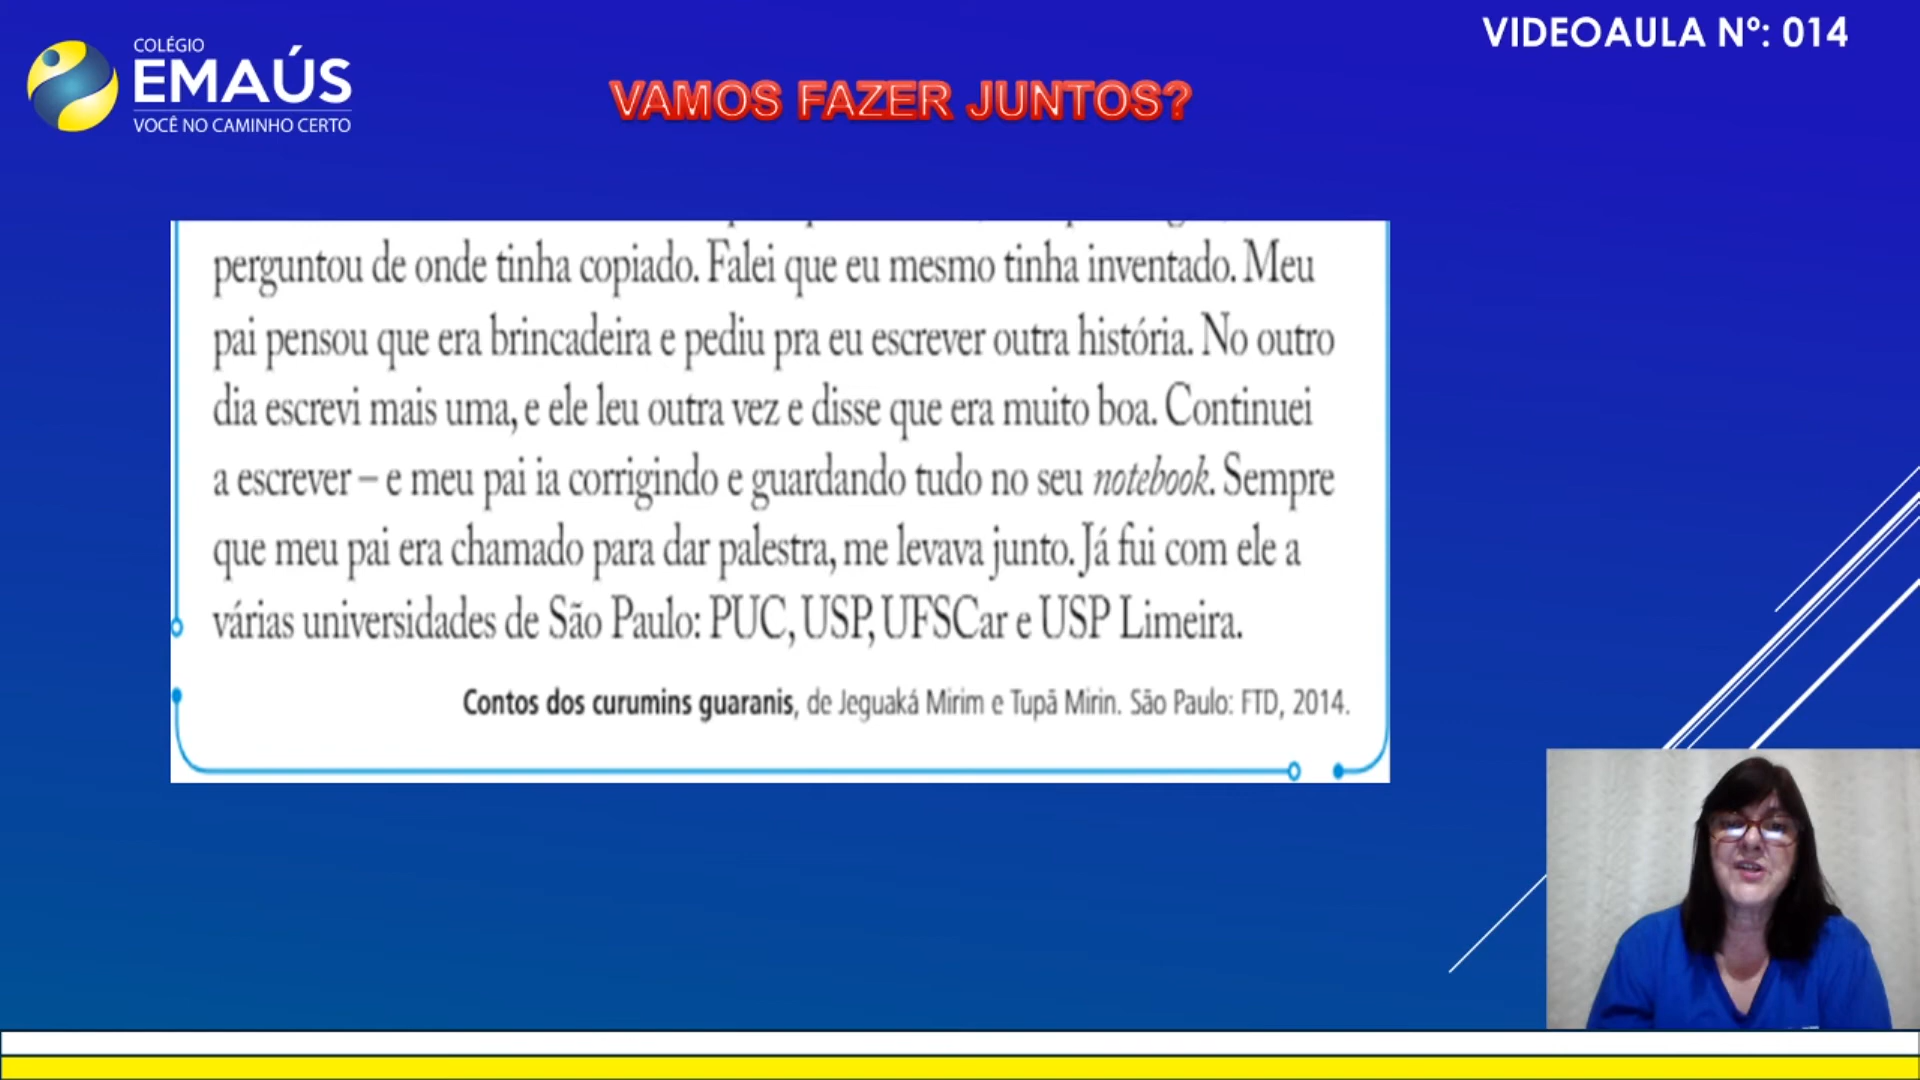 COLÉGIO
EMAÚS
VOCÊ NO CAMINHO CERTO
VIDEOAULA Nº: 014
VAMOS FAZER JUNTOS?
perguntou de onde tinha copiado. Falei que eu mesmo tinha inventado. Meu
pai pensou que era brincadeira e pediu pra eu escrever outra história. No outro
dia escrevi mais uma, e ele leu outra vez e disse que era muito boa. Continuei
a escrever – e meu pai ia corrigindo e guardando tudo no seu notebook. Sempre
que meu pai era chamado para dar palestra, me levava junto. Já fui com ele a
várias universidades de São Paulo: PUC, USP, UFSCar e USP Limeira.
Contos dos curumins guaranis, de Jeguaká Mirim e Tupã Mirin. São Paulo: FTD, 2014.